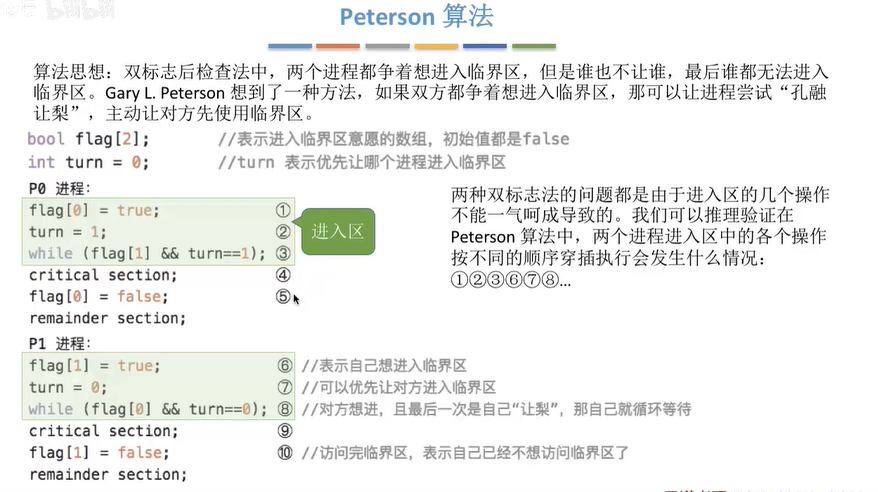 Peterson 算法
算法思想：双标志后检查法中，两个进程都争着想进入临界区，但是谁也不让谁，最后谁都无法进入
临界区。Gary L. Peterson 想到了一种方法，如果双方都争着想进入临界区，那可以让进程尝试“孔融
让梨”，主动让对方先使用临界区。
bool flag[2]; //表示进入临界区意愿的数组，初始值都是false
int turn = 0; //turn 表示优先让哪个进程进入临界区
P0 进程：
flag[0] = true; ①
turn = 1; ②
while (flag[1] && turn==1); ③
critical section; ④
flag[0] = false; ⑤
remainder section;
进入区
两种双标志法的问题都是由于进入区的几个操作
不能一气呵成导致的。我们可以推理验证在
Peterson 算法中，两个进程进入区中的各个操作
按不同的顺序穿插执行会发生什么情况：
①②③⑥⑦⑧…
P1 进程：
flag[1] = true; ⑥ //表示自己想进入临界区
turn = 0; ⑦ //可以优先让对方进入临界区
while (flag[0] && turn==0); ⑧ //对方想进，且最后一次是自己“让梨”，那自己就循环等待
critical section; ⑨
flag[1] = false; ⑩ //访问完临界区，表示自己已经不想访问临界区了
remainder section;